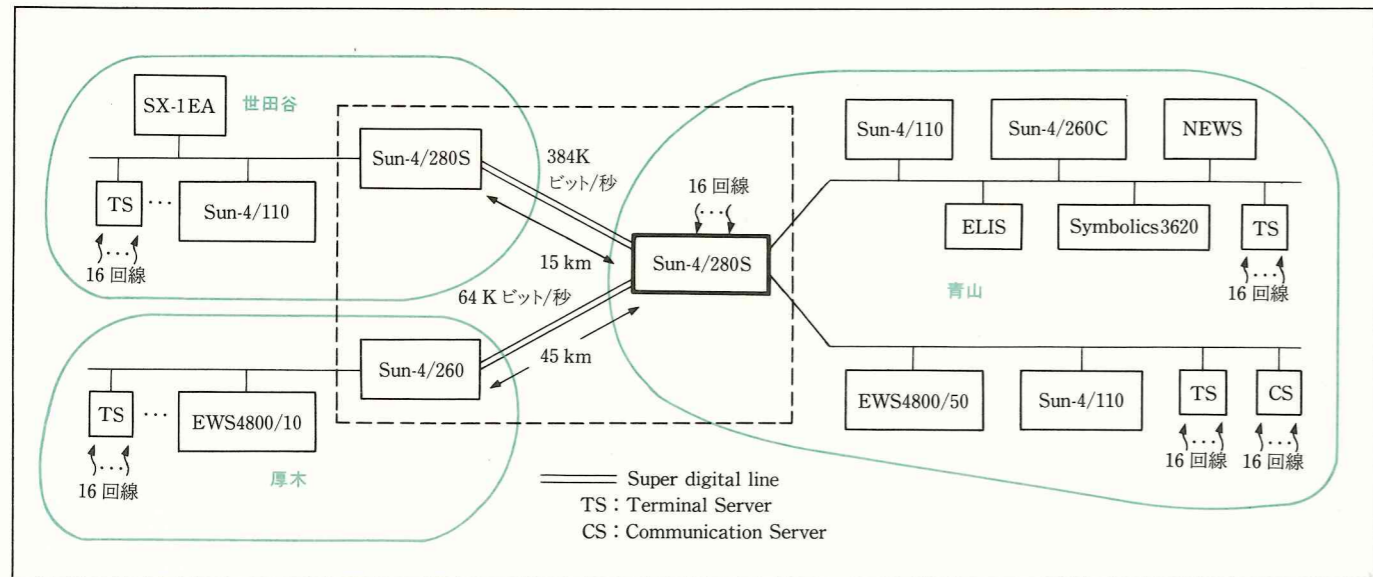 SX-1EA
世田谷
Sun-4/280S
TS
…
Sun-4/110
…
16 回線
384K
ビット/秒
15 km
64 K ビット/秒
45 km
Sun-4/260
TS
…
EWS4800/10
…
16 回線
厚木
16 回線
…
Sun-4/280S
Sun-4/110
Sun-4/260C
NEWS
ELIS
Symbolics3620
TS
…
16 回線
青山
EWS4800/50
Sun-4/110
TS
CS
…
…
16 回線
16 回線
Super digital line
TS : Terminal Server
CS : Communication Server